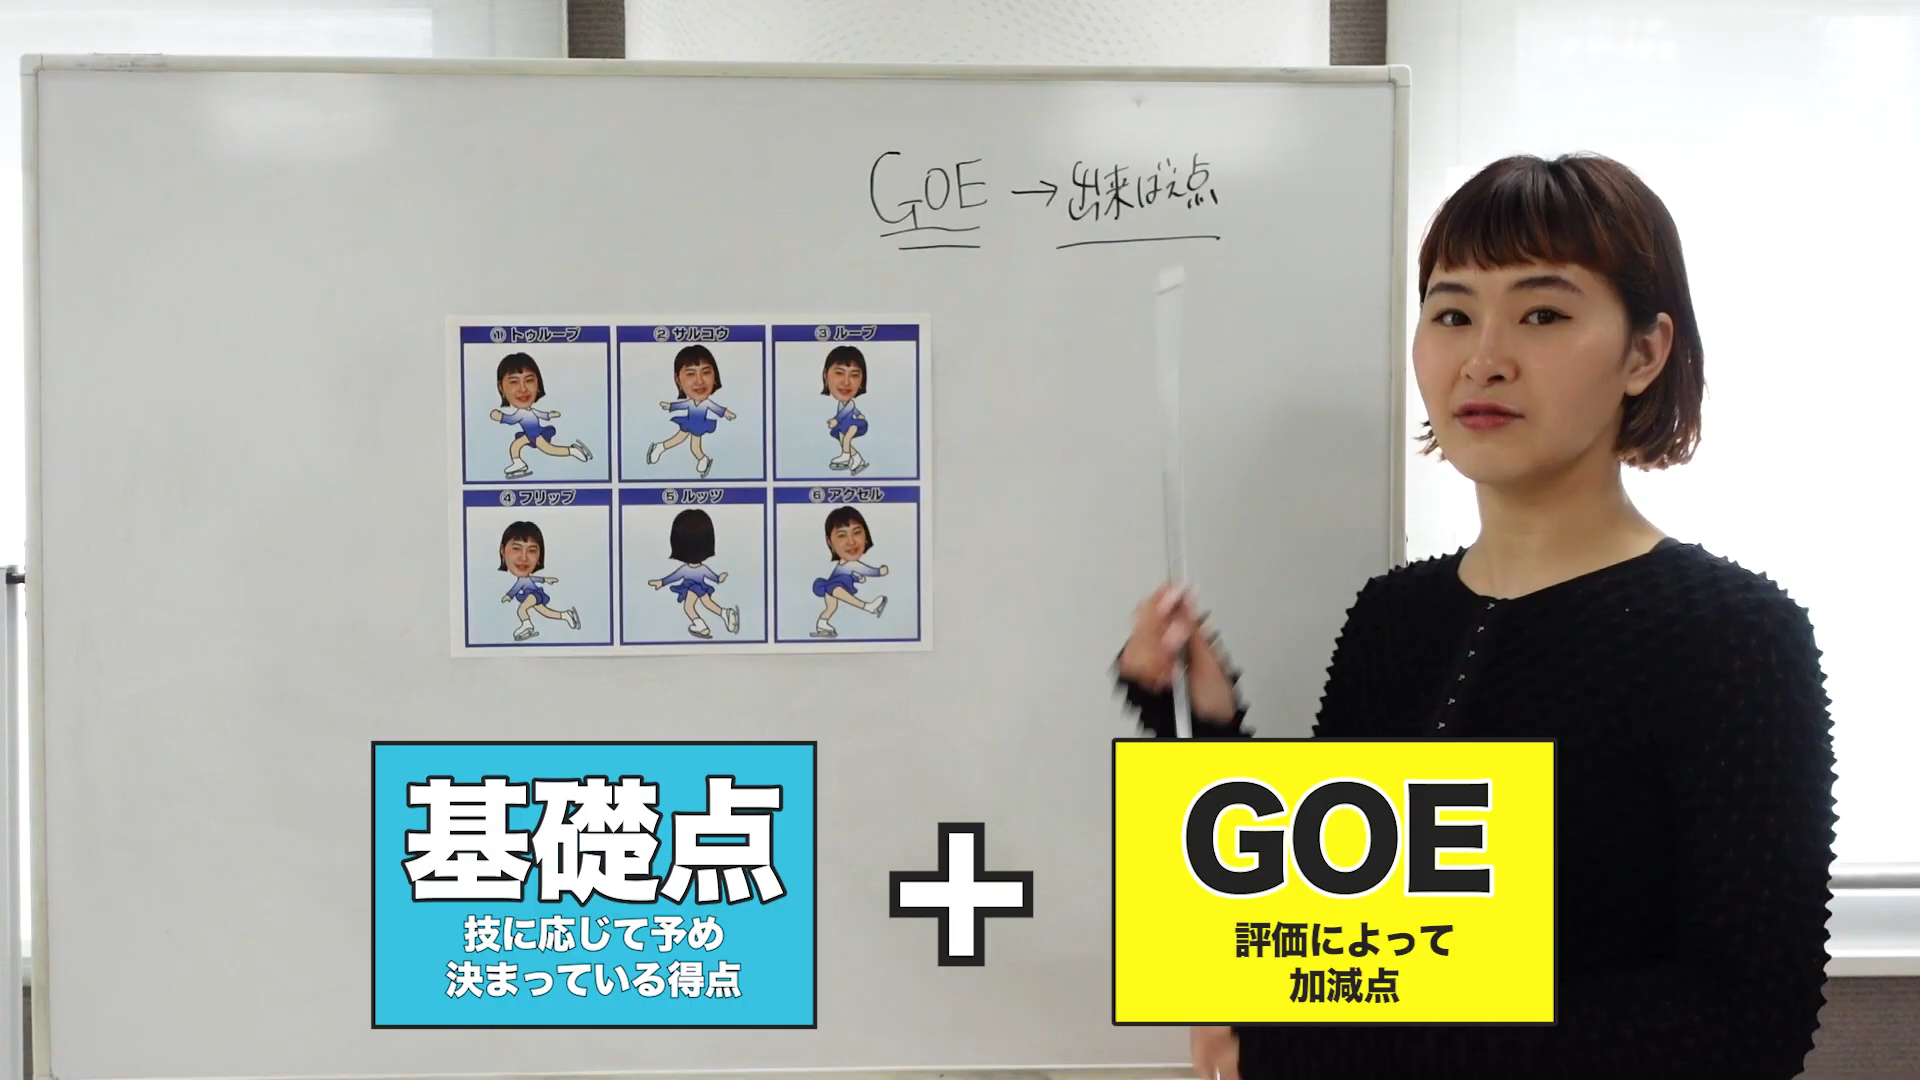 GOE → 出来ばえ点
① トゥループ
② サルコウ
③ ループ
④ フリップ
⑤ ルッツ
⑥ アクセル
基礎点
技に応じて予め
決まっている得点
+
GOE
評価によって
加減点